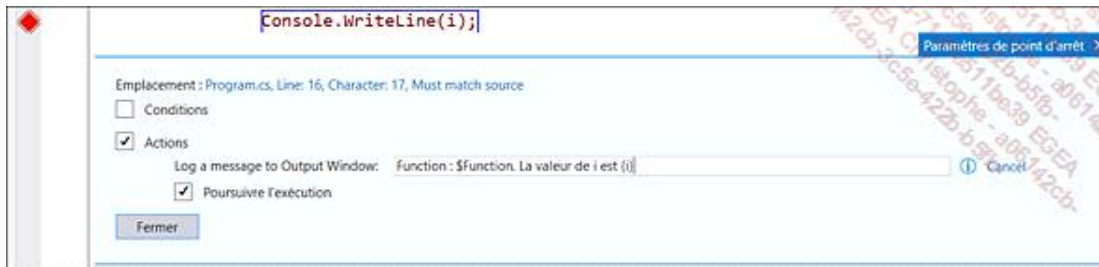 Console.WriteLine(i);
Paramètres de point d'arrêt
Emplacement : Program.cs, Line: 16, Character: 17, Must match source
Conditions
Actions
Log a message to Output Window: Function : $Function. La valeur de i est {i}
Cancel
Poursuivre l'exécution
Fermer